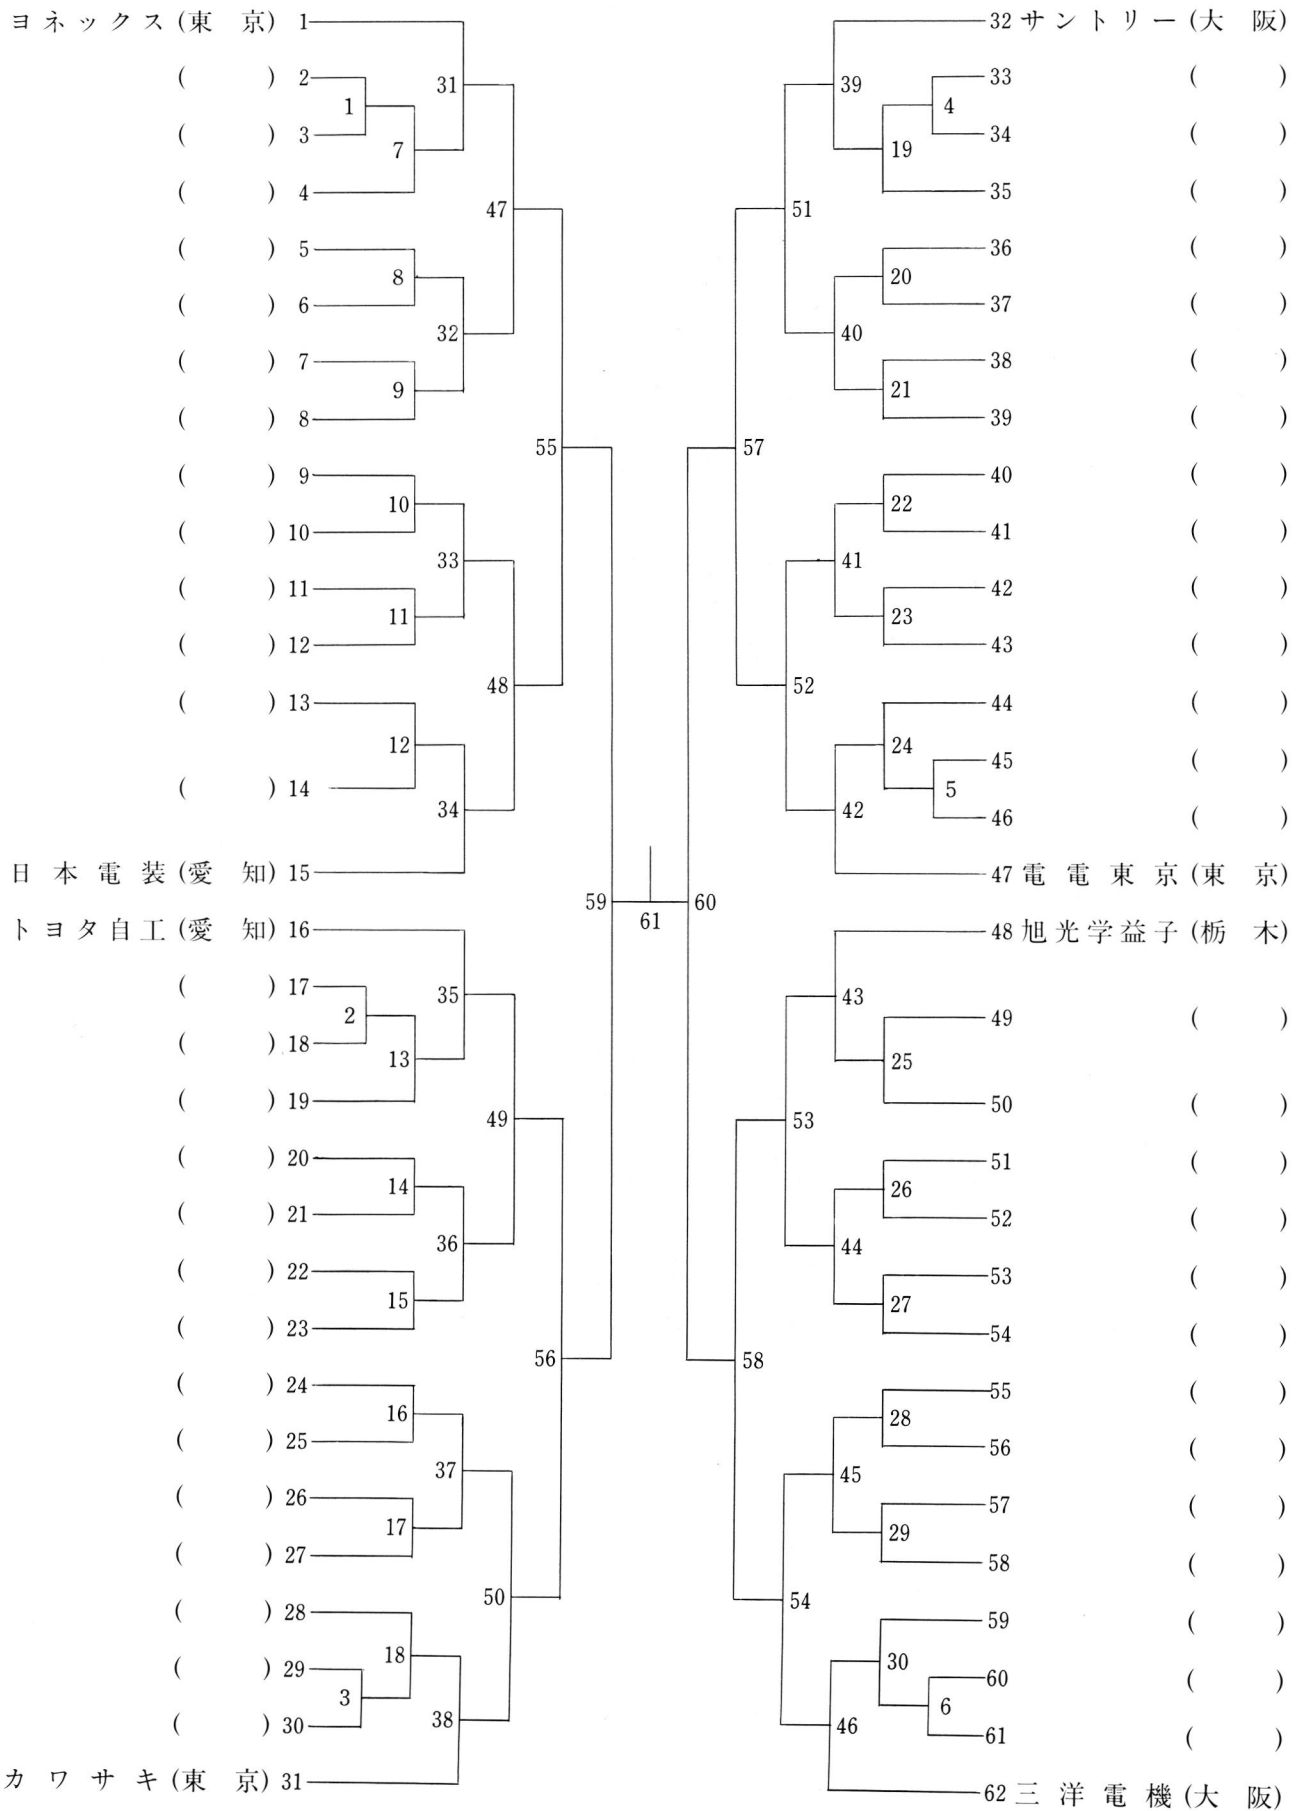 ヨネックス(東 京) 1
( ) 2
1
( ) 3
7
( ) 4
31
47
( ) 5
8
( ) 6
32
( ) 7
9
( ) 8
55
( ) 9
10
( ) 10
33
( ) 11
11
( ) 12
48
( ) 13
12
( ) 14
34
日本電装(愛 知) 15
59
61
60
トヨタ自工(愛 知) 16
( ) 17
2
( ) 18
35
13
( ) 19
49
( ) 20
14
( ) 21
36
( ) 22
15
( ) 23
56
( ) 24
16
( ) 25
37
( ) 26
17
( ) 27
50
( ) 28
18
( ) 29
3
( ) 30
38
カワサキ(東 京) 31
32 サントリー(大 阪)
39
33 ( )
4
34 ( )
19
35 ( )
51
36 ( )
20
37 ( )
40
38 ( )
21
39 ( )
57
40 ( )
22
41 ( )
41
42 ( )
23
43 ( )
52
44 ( )
24
45 ( )
5
46 ( )
42
47 電電東京(東 京)
48 旭光学益子(栃 木)
43
49 ( )
25
50 ( )
53
51 ( )
26
52 ( )
44
53 ( )
27
54 ( )
58
55 ( )
28
56 ( )
45
57 ( )
29
58 ( )
54
59 ( )
30
60 ( )
6
61 ( )
46
62 三洋電機(大 阪)